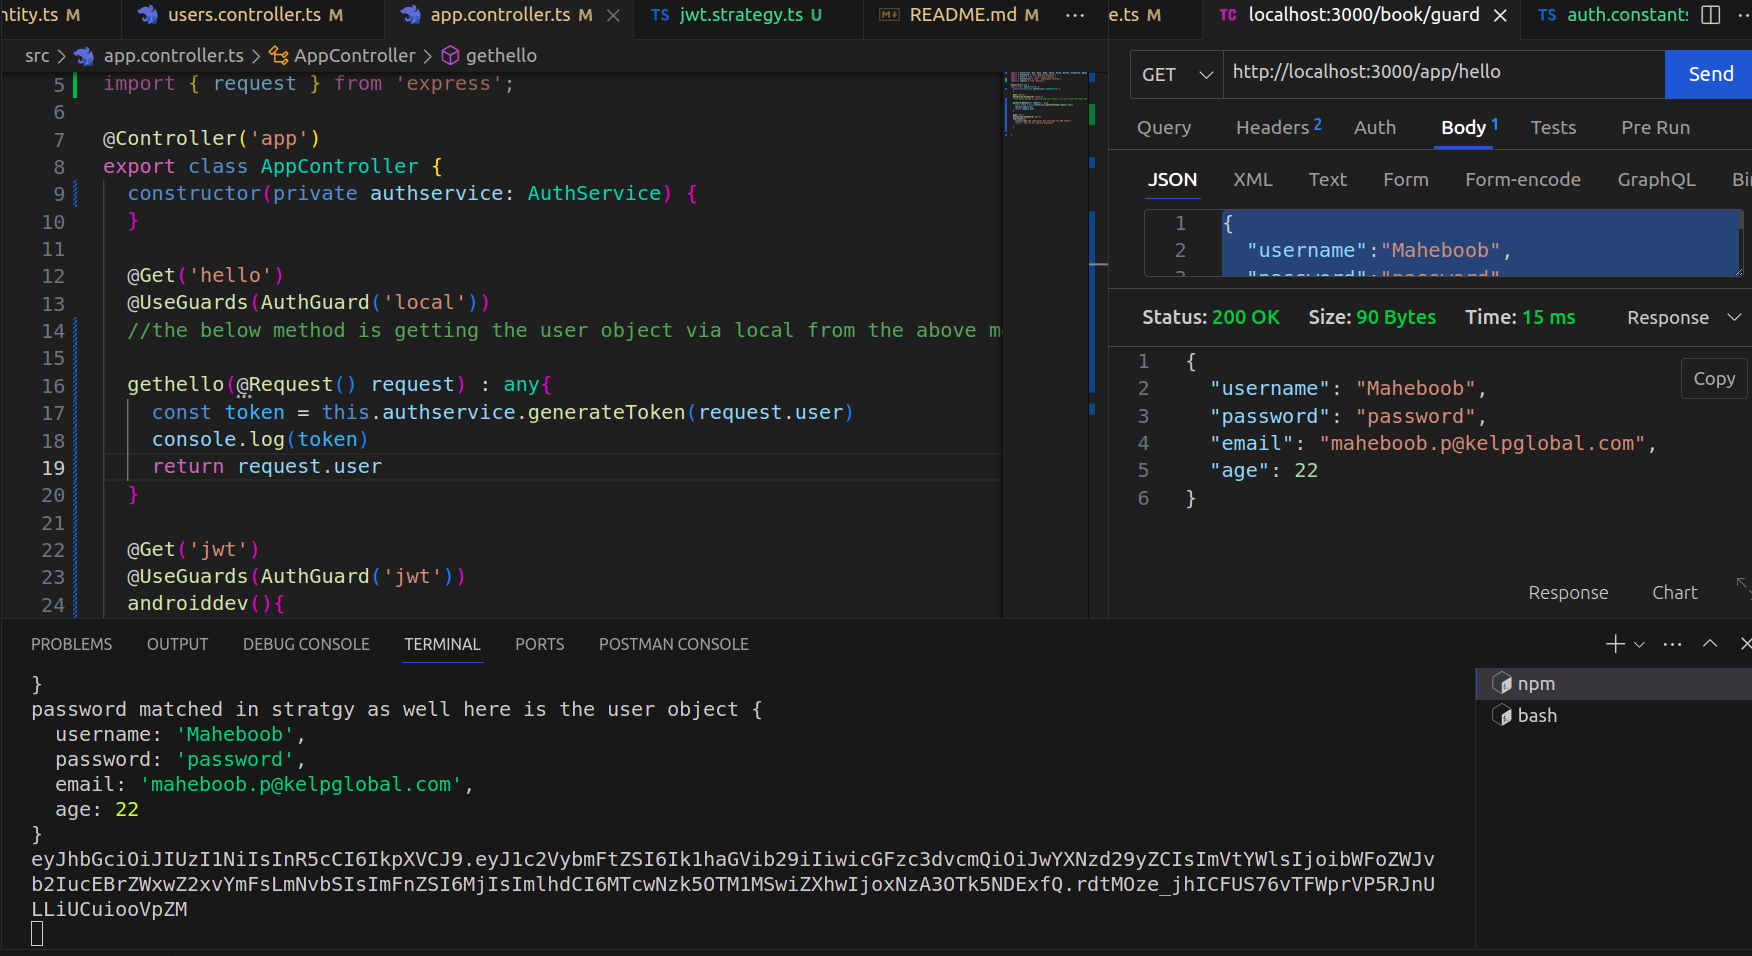 ntity.ts M
users.controller.ts M
app.controller.ts M
TS jwt.strategy.ts U
README.md M
e.ts M
TC localhost:3000/book/guard
TS auth.constants
src > app.controller.ts > AppController > gethello
5 import { request } from 'express';
6
7 @Controller('app')
8 export class AppController {
9 constructor(private authservice: AuthService) {
10 }
11
12 @Get('hello')
13 @UseGuards(AuthGuard('local'))
14 //the below method is getting the user object via local from the above m
15
16 gethello(@Request() request) : any{
17 const token = this.authservice.generateToken(request.user)
18 console.log(token)
19 return request.user
20 }
21
22 @Get('jwt')
23 @UseGuards(AuthGuard('jwt'))
24 androiddev(){
GET http://localhost:3000/app/hello Send
Query Headers 2 Auth Body 1 Tests Pre Run
JSON XML Text Form Form-encode GraphQL Bi
1 {
2 "username":"Maheboob",
3 "password":"password"
Status: 200 OK Size: 90 Bytes Time: 15 ms Response
1 {
2 "username": "Maheboob",
3 "password": "password",
4 "email": "maheboob.p@kelpglobal.com",
5 "age": 22
6 }
Copy
Response Chart
PROBLEMS OUTPUT DEBUG CONSOLE TERMINAL PORTS POSTMAN CONSOLE
}
password matched in stratgy as well here is the user object {
username: 'Maheboob',
password: 'password',
email: 'maheboob.p@kelpglobal.com',
age: 22
}
eyJhbGciOiJIUzI1NiIsInR5cCI6IkpXVCJ9.eyJ1c2VybmFtZSI6Ik1haGVib29iIiwicGFzc3dvcmQiOiJwYXNzd29yZCIsImVtYWlsIjoibWFoZWJv
b2IucEBrZWxwZ2xvYmFsLmNvbSIsImFnZSI6MjIsImlhdCI6MTcwNzk5OTM1MSwiZXhwIjoxNzA3OTk5NDExfQ.rdtMOze_jhICFUS76vTFWprVP5RJnU
LLiUCuiooVpZM
npm
bash